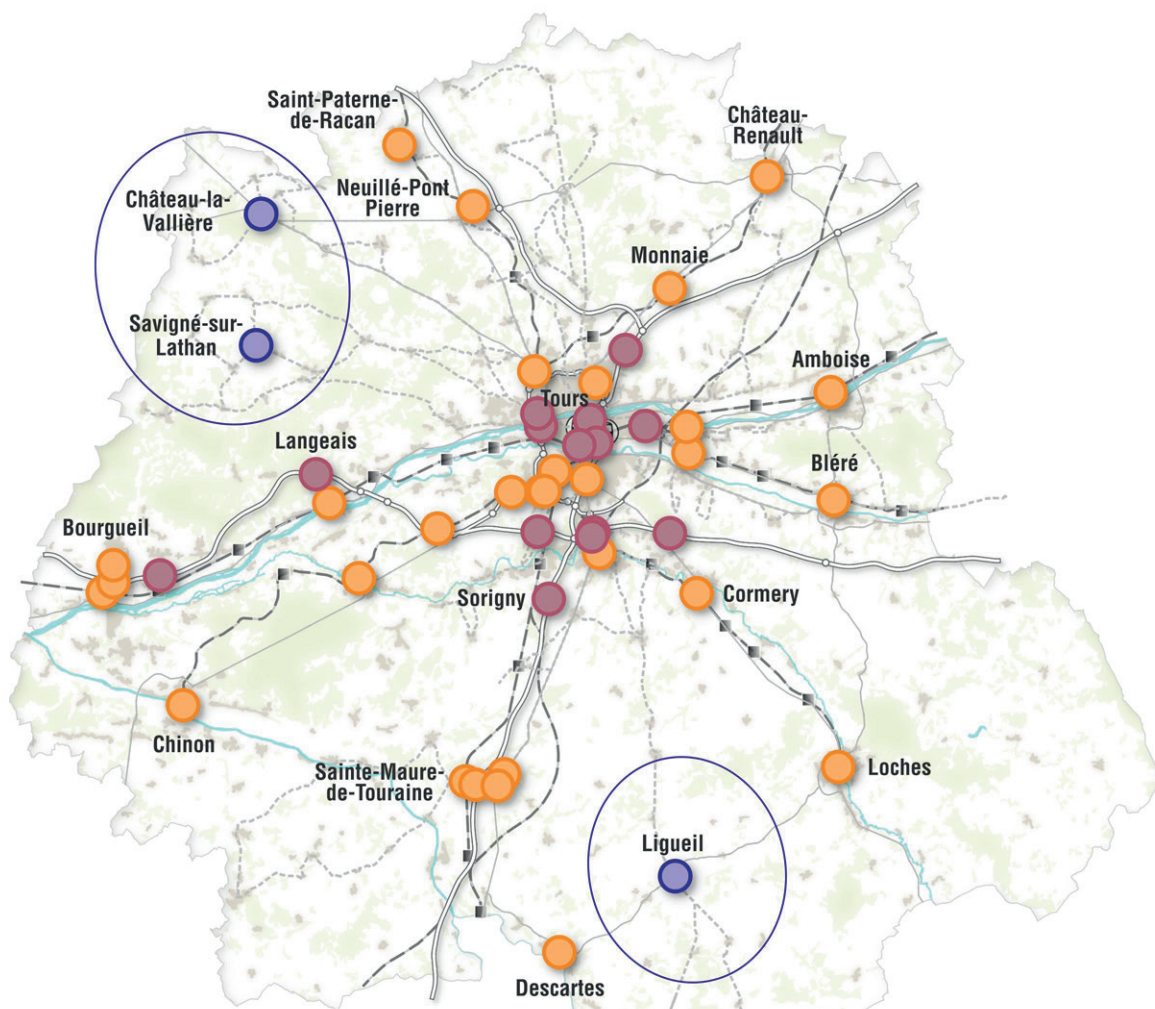 Saint-Paterne-
de-Racan
Château-
Renault
Château-la-
Vallière
Neuillé-Pont
Pierre
Monnaie
Savigné-sur-
Lathan
Amboise
Tours
Langeais
Bléré
Bourgueil
Sorigny
Cormery
Chinon
Sainte-Maure-
de-Touraine
Loches
Ligueil
Descartes